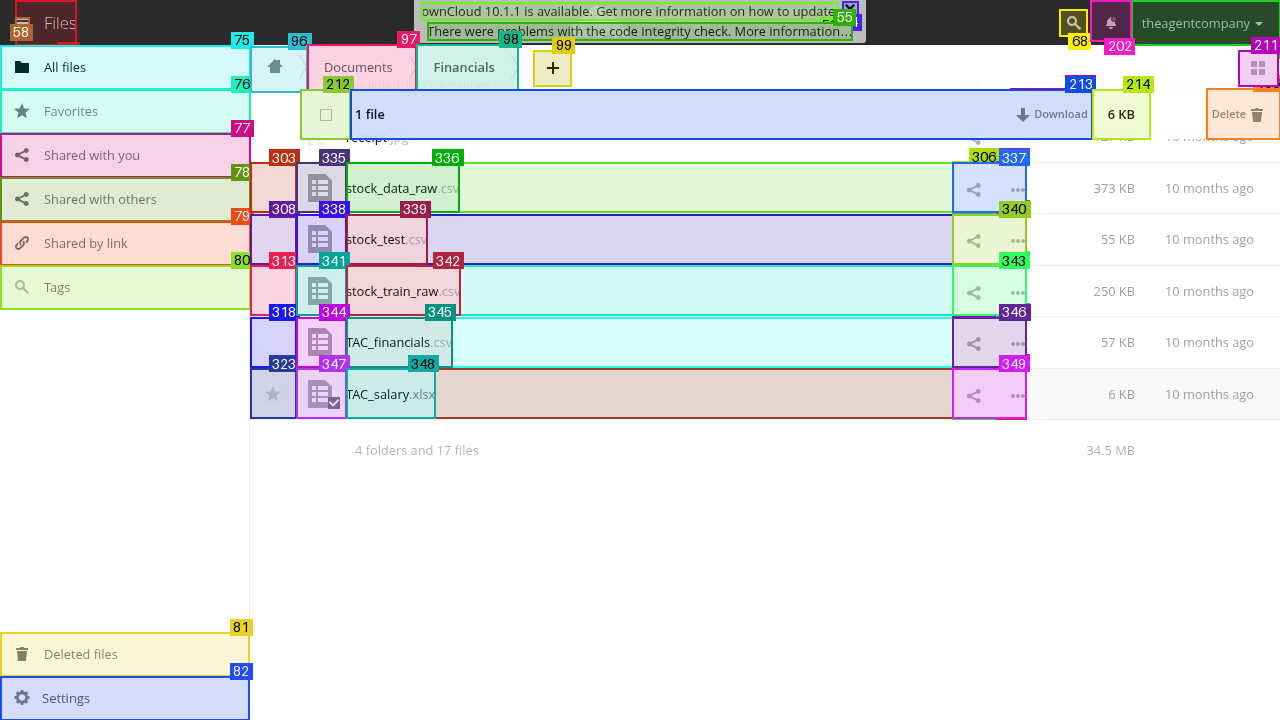 Files
58
ownCloud 10.1.1 is available. Get more information on how to update
There were problems with the code integrity check. More information…
55
68
202
theagentcompany
75
All files
76
Favorites
77
Shared with you
78
Shared with others
79
Shared by link
80
Tags
96
97
Documents
98
Financials
99
+
211
212
213
214
1 file
Download
6 KB
Delete
receipt.jpg
10 months ago
303
335
336
306
337
stock_data_raw.csv
373 KB
10 months ago
308
338
339
340
stock_test.csv
55 KB
10 months ago
313
341
342
343
stock_train_raw.csv
250 KB
10 months ago
318
344
345
346
TAC_financials.csv
57 KB
10 months ago
323
347
348
349
TAC_salary.xlsx
6 KB
10 months ago
4 folders and 17 files
34.5 MB
81
Deleted files
82
Settings